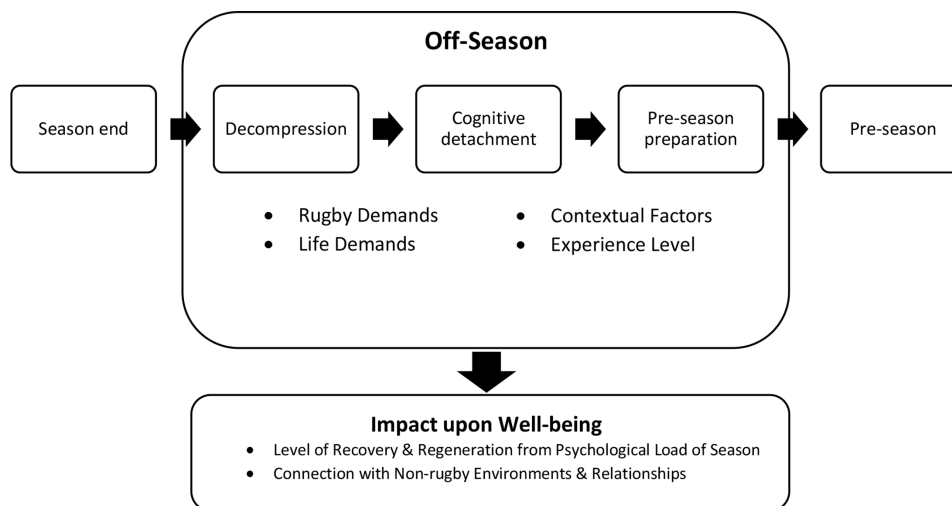 Off-Season
Season end
Decompression
Cognitive
detachment
Pre-season
preparation
Pre-season
• Rugby Demands
• Life Demands
• Contextual Factors
• Experience Level
Impact upon Well-being
• Level of Recovery & Regeneration from Psychological Load of Season
• Connection with Non-rugby Environments & Relationships